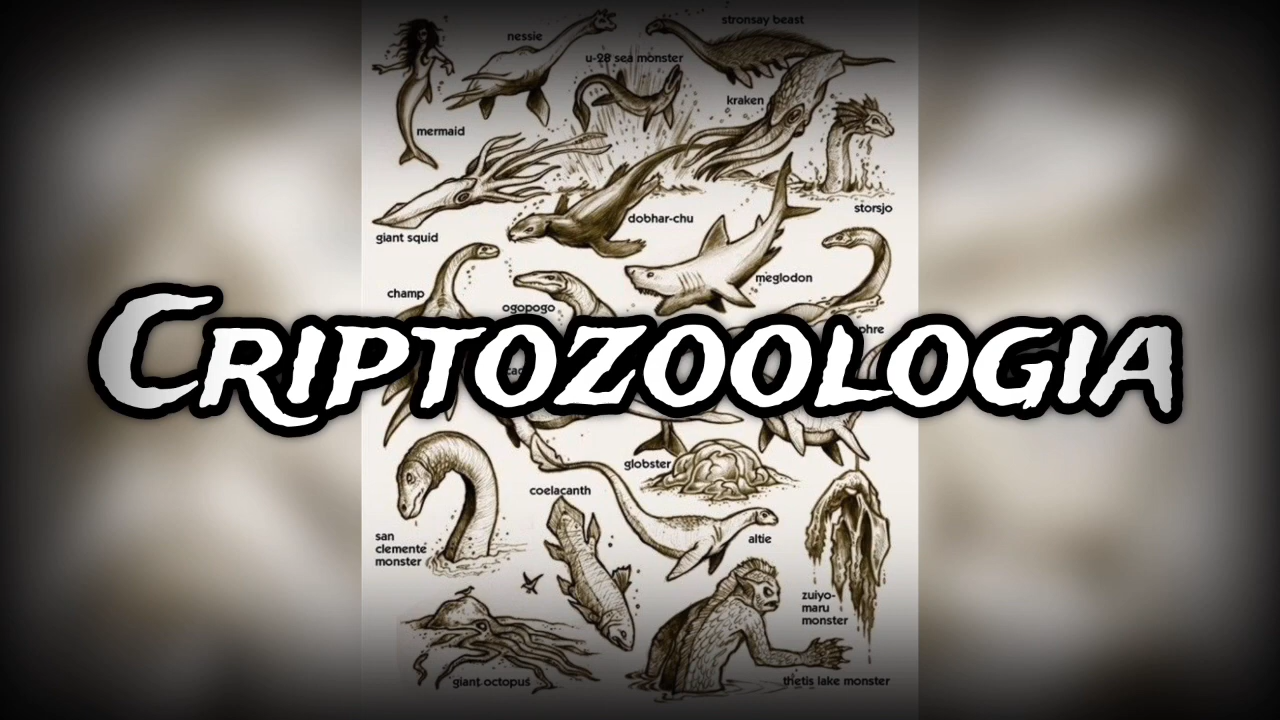 stronsay beast
nessie
u-28 sea monster
kraken
mermaid
storsjo
dobhar-chu
giant squid
meglodon
champ
ogopogo
phre
CRIPTOZOOLOGIA
globster
coelacanth
altie
san
clemente
monster
zuiyo-
maru
monster
giant octopus
thetis lake monster